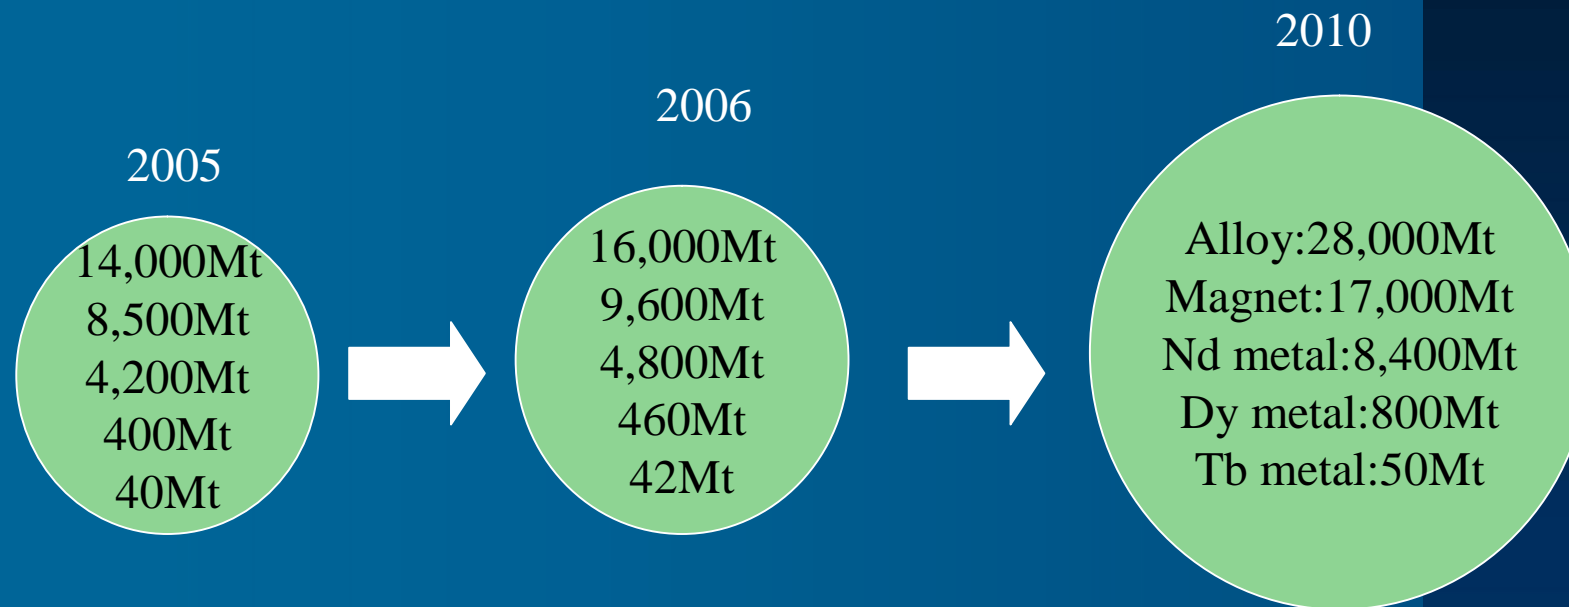 2005
14,000Mt
8,500Mt
4,200Mt
400Mt
40Mt
2006
16,000Mt
9,600Mt
4,800Mt
460Mt
42Mt
2010
Alloy:28,000Mt
Magnet:17,000Mt
Nd metal:8,400Mt
Dy metal:800Mt
Tb metal:50Mt